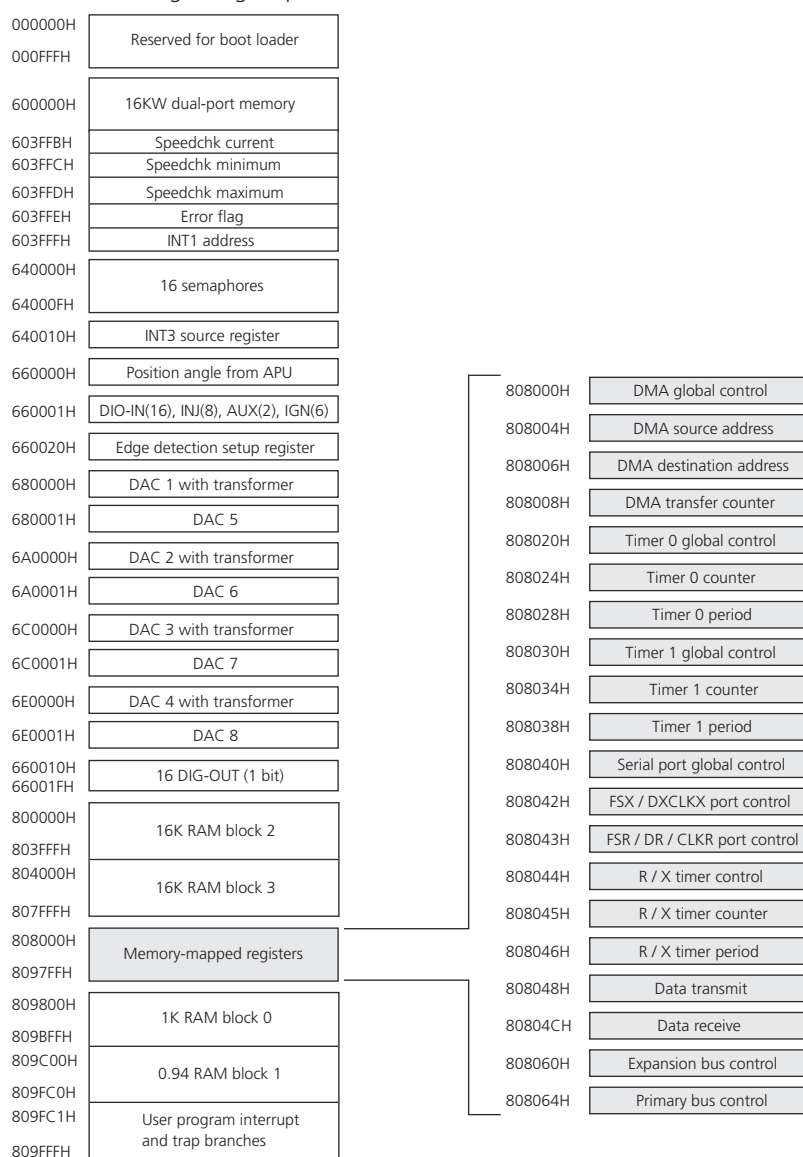 000000H
Reserved for boot loader
000FFFH
600000H 16KW dual-port memory
603FFBH Speedchk current
603FFCH Speedchk minimum
603FFDH Speedchk maximum
603FFEH Error flag
603FFFH INT1 address
640000H
16 semaphores
64000FH
640010H INT3 source register
660000H Position angle from APU
660001H DIO-IN(16), INJ(8), AUX(2), IGN(6)
660020H Edge detection setup register
680000H DAC 1 with transformer
680001H DAC 5
6A0000H DAC 2 with transformer
6A0001H DAC 6
6C0000H DAC 3 with transformer
6C0001H DAC 7
6E0000H DAC 4 with transformer
6E0001H DAC 8
660010H
16 DIG-OUT (1 bit)
66001FH
800000H
16K RAM block 2
803FFFH
804000H
16K RAM block 3
807FFFH
808000H
Memory-mapped registers
8097FFH
809800H
1K RAM block 0
809BFFH
809C00H
0.94 RAM block 1
809FC0H
809FC1H
User program interrupt
and trap branches
809FFFH
808000H DMA global control
808004H DMA source address
808006H DMA destination address
808008H DMA transfer counter
808020H Timer 0 global control
808024H Timer 0 counter
808028H Timer 0 period
808030H Timer 1 global control
808034H Timer 1 counter
808038H Timer 1 period
808040H Serial port global control
808042H FSX / DXCLKX port control
808043H FSR / DR / CLKR port control
808044H R / X timer control
808045H R / X timer counter
808046H R / X timer period
808048H Data transmit
80804CH Data receive
808060H Expansion bus control
808064H Primary bus control